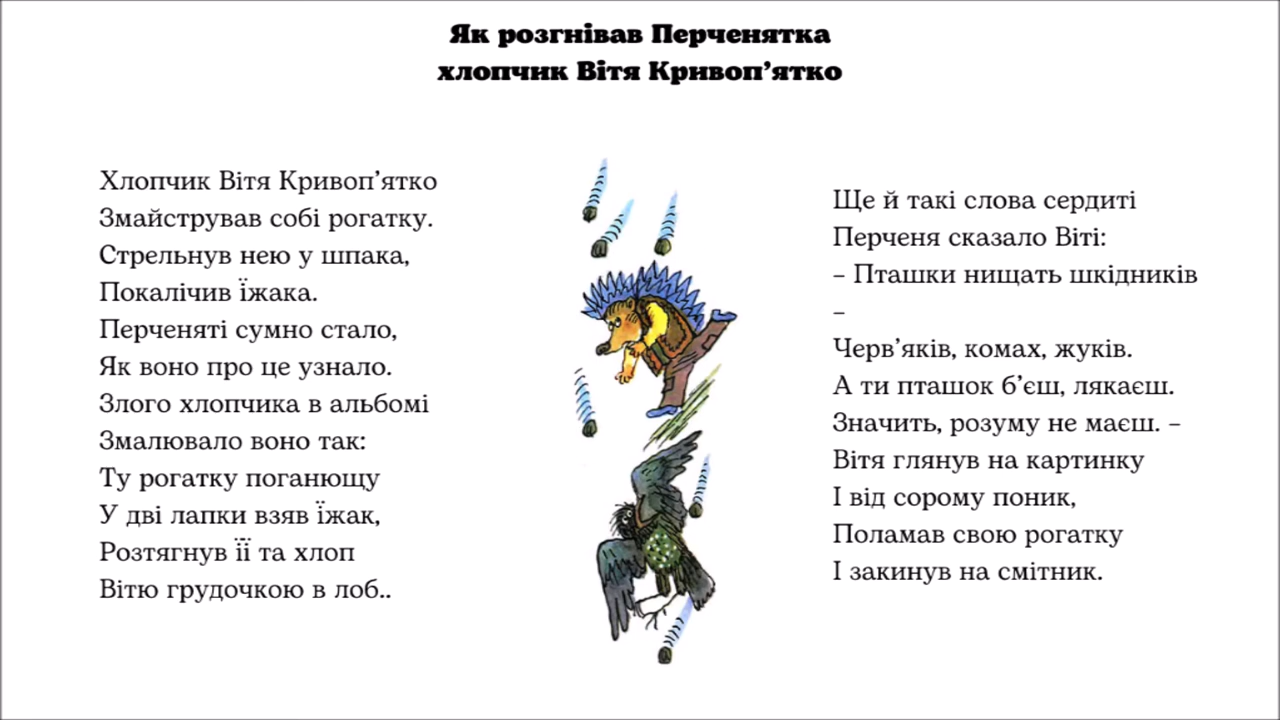 Як розгнівав Перченятка
хлопчик Вітя Кривоп’ятко
Хлопчик Вітя Кривоп’ятко
Змайстрував собі рогатку.
Стрельнув нею у шпака,
Покалічив їжака.
Перченяті сумно стало,
Як воно про це узнало.
Злого хлопчика в альбомі
Змалювало воно так:
Ту рогатку поганющу
У дві лапки взяв їжак,
Розтягнув її та хлоп
Вітю грудочкою в лоб..
Ще й такі слова сердиті
Перченя сказало Віті:
– Пташки нищать шкідників
–
Черв’яків, комах, жуків.
А ти пташок б’єш, лякаєш.
Значить, розуму не маєш. –
Вітя глянув на картинку
І від сорому поник,
Поламав свою рогатку
І закинув на смітник.